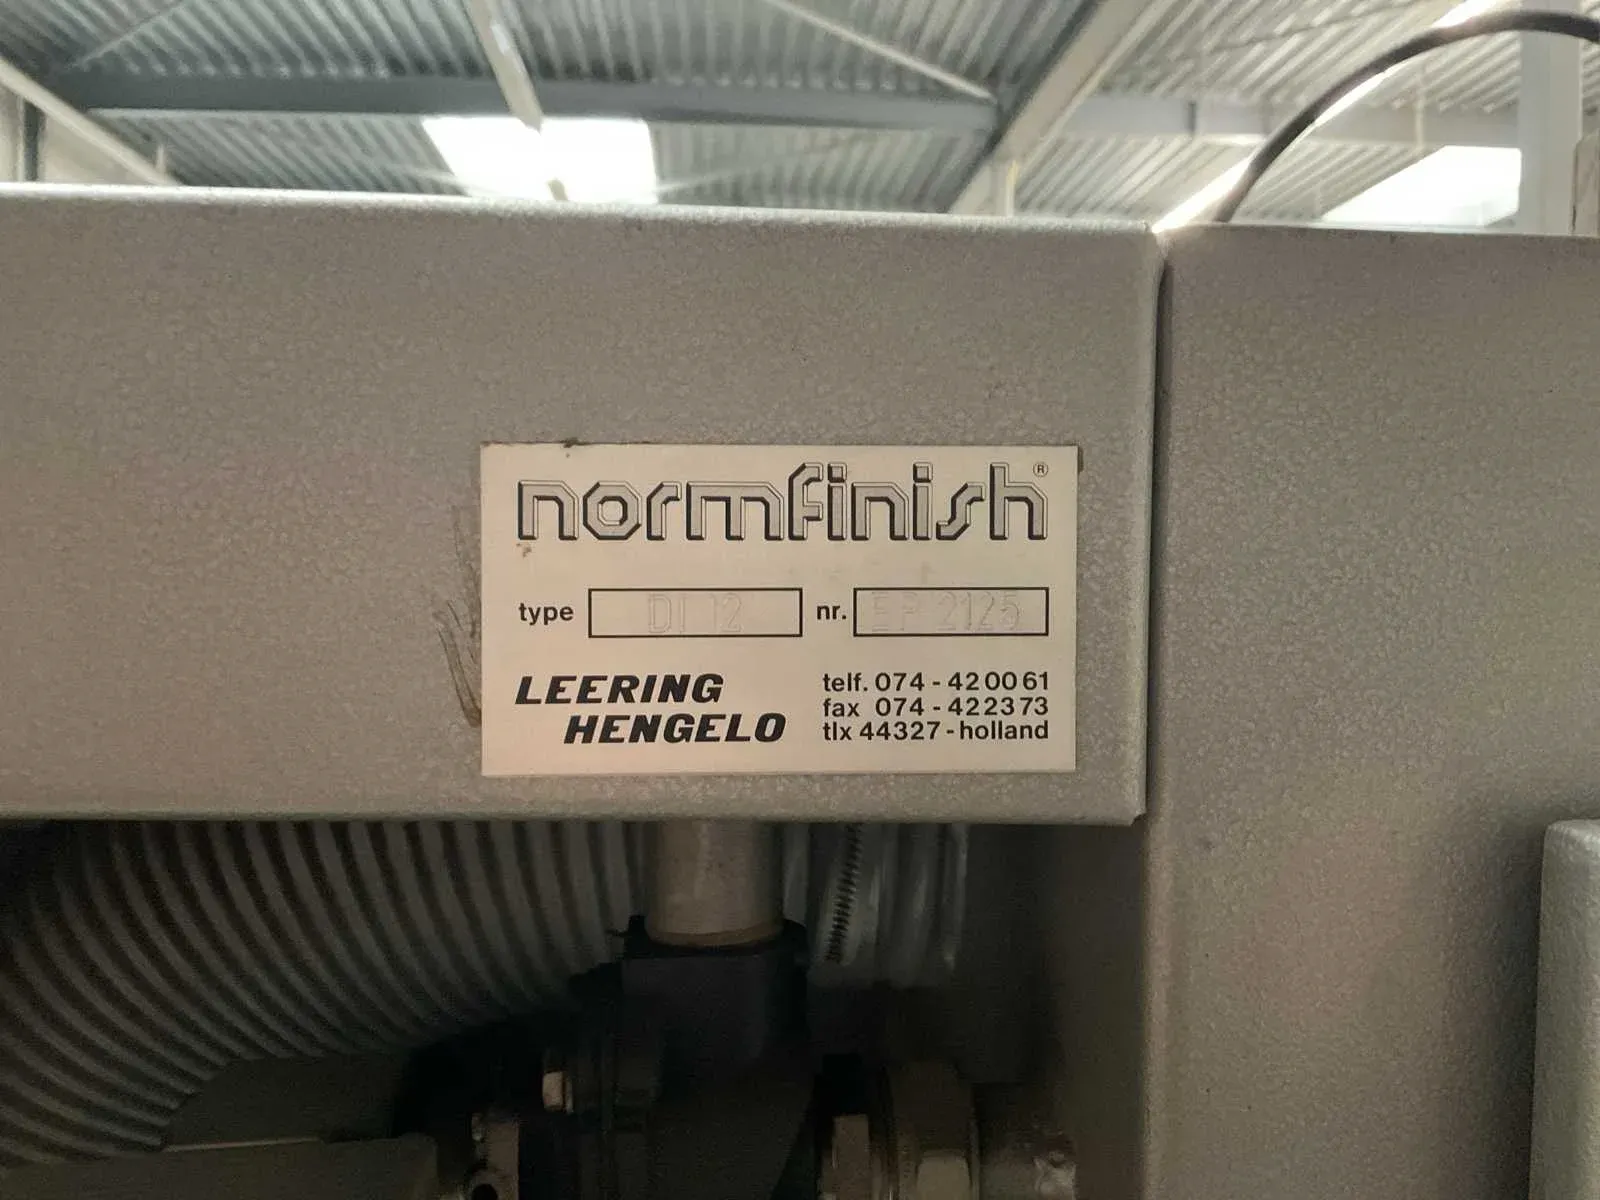 normfinish®
type DI 12 nr. EP 2125
LEERING
HENGELO
telf. 074 - 420061
fax 074 - 422373
tlx 44327 - holland